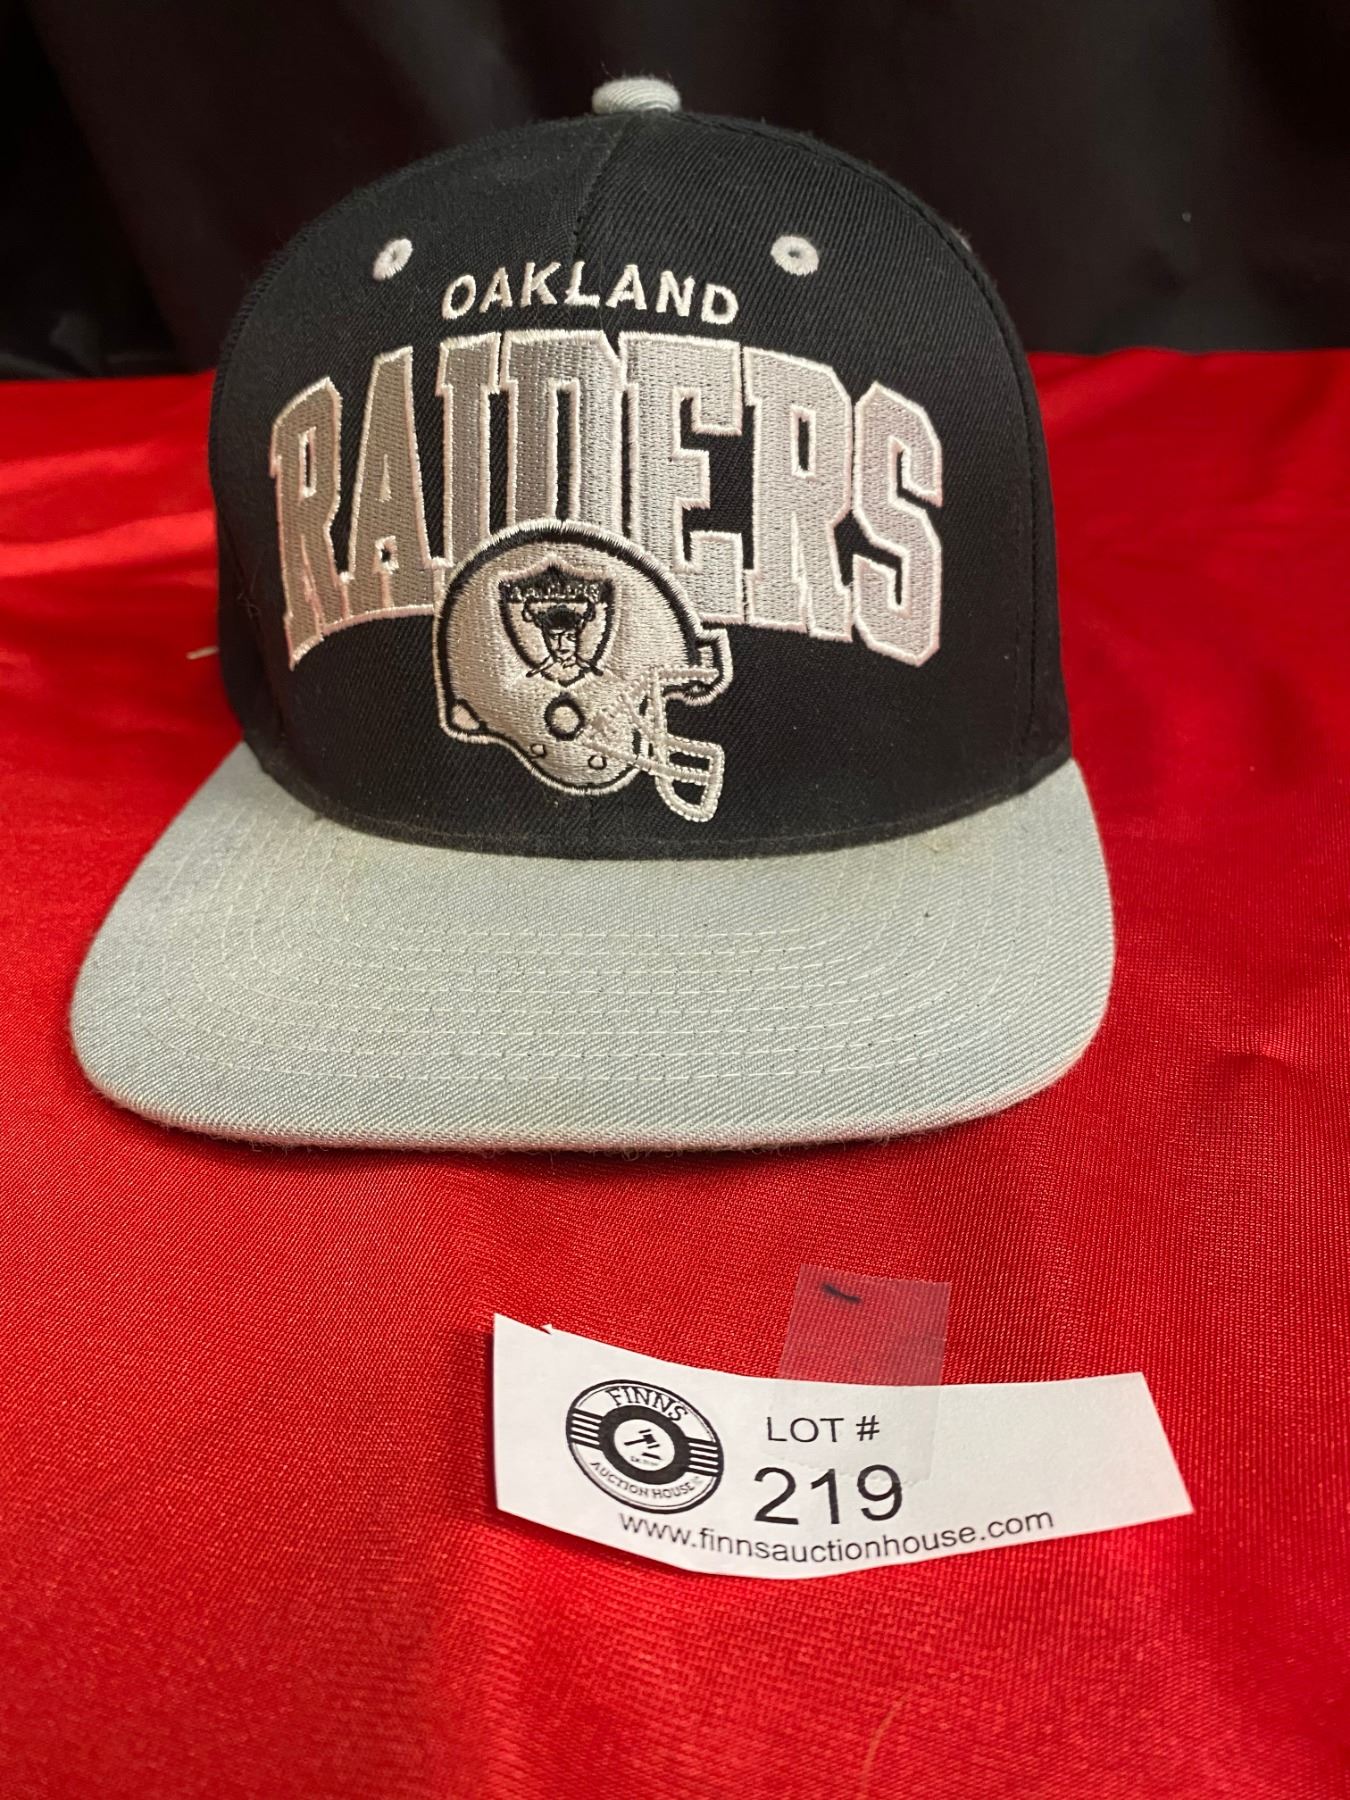 OAKLAND
RAIDERS
RAIDERS
FINNS
AUCTION HOUSE
LOT #
219
www.finnsauctionhouse.com